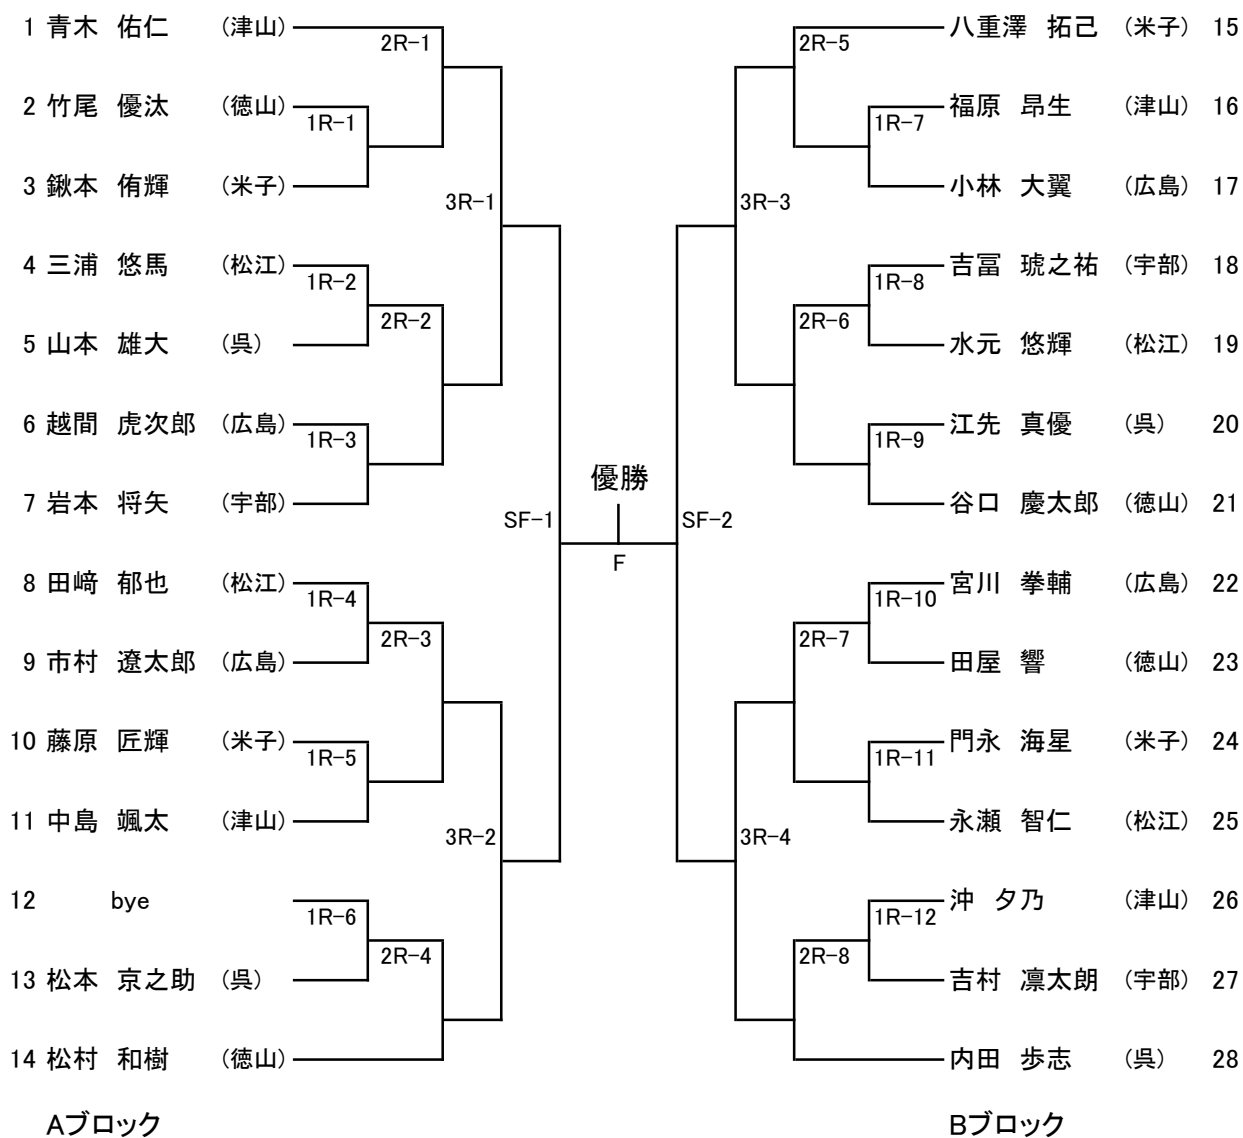 1 青木 佑仁 (津山)
2R-1
2 竹尾 優汰 (徳山)
1R-1
3 鍬本 侑輝 (米子)
3R-1
4 三浦 悠馬 (松江)
1R-2
2R-2
5 山本 雄大 (呉)
6 越間 虎次郎 (広島)
1R-3
7 岩本 将矢 (宇部)
SF-1
8 田﨑 郁也 (松江)
1R-4
2R-3
9 市村 遼太郎 (広島)
10 藤原 匠輝 (米子)
1R-5
11 中島 颯太 (津山)
3R-2
12 bye
1R-6
2R-4
13 松本 京之助 (呉)
14 松村 和樹 (徳山)
Aブロック
優勝
F
八重澤 拓己 (米子) 15
2R-5
福原 昂生 (津山) 16
1R-7
小林 大翼 (広島) 17
3R-3
吉冨 琥之祐 (宇部) 18
1R-8
2R-6
水元 悠輝 (松江) 19
江先 真優 (呉) 20
1R-9
谷口 慶太郎 (徳山) 21
SF-2
宮川 拳輔 (広島) 22
1R-10
2R-7
田屋 響 (徳山) 23
門永 海星 (米子) 24
1R-11
永瀬 智仁 (松江) 25
3R-4
沖 夕乃 (津山) 26
1R-12
2R-8
吉村 凛太朗 (宇部) 27
内田 歩志 (呉) 28
Bブロック